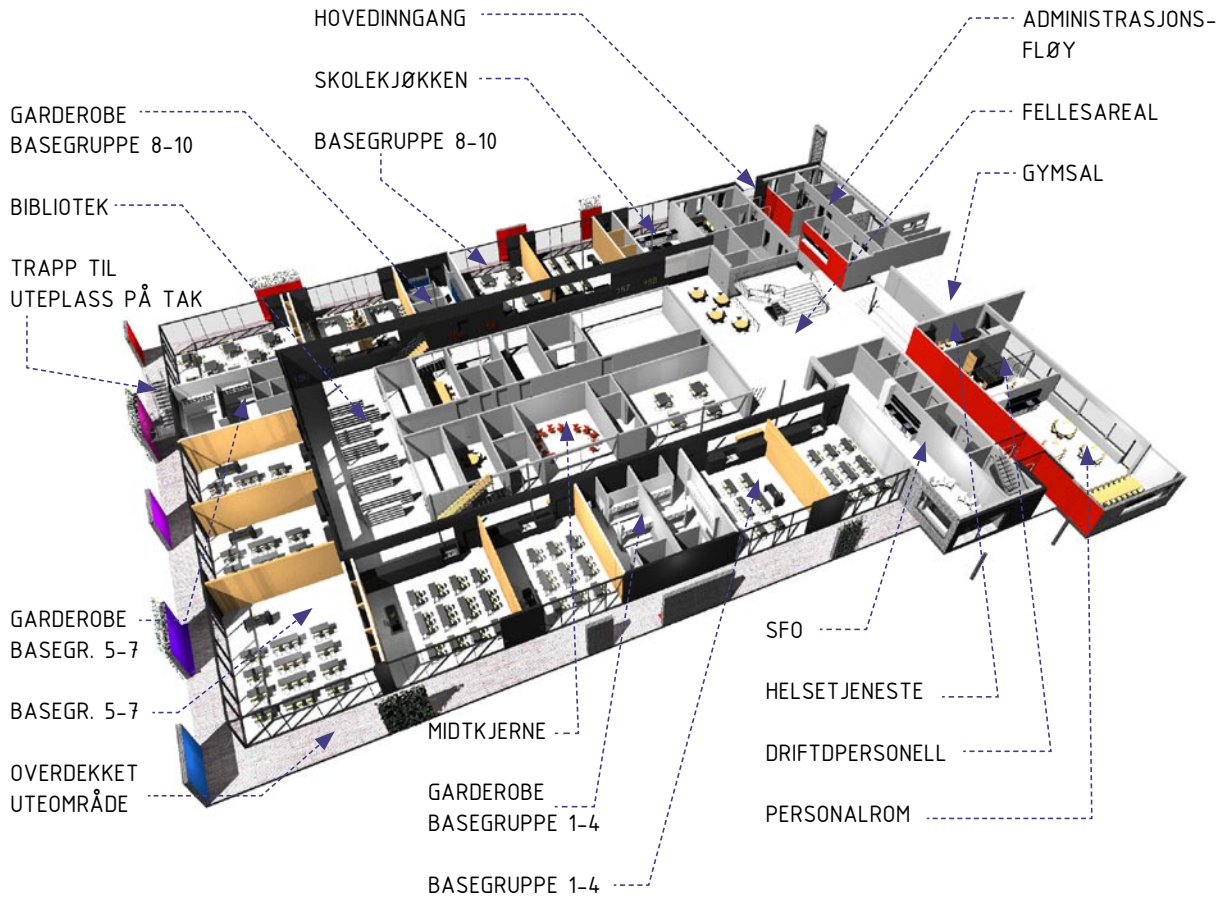 HOVEDINNGANG
SKOLEKJØKKEN
BASEGRUPPE 8-10
GARDEROBE
BASEGRUPPE 8-10
BIBLIOTEK
TRAPP TIL
UTEPLASS PÅ TAK
GARDEROBE
BASEGR. 5-7
BASEGR. 5-7
OVERDEKKET
UTEOMRÅDE
MIDTKJERNE
GARDEROBE
BASEGRUPPE 1-4
BASEGRUPPE 1-4
ADMINISTRASJONS-
FLØY
FELLESAREAL
GYMSAL
SFO
HELSETJENESTE
DRIFTDPERSONELL
PERSONALROM